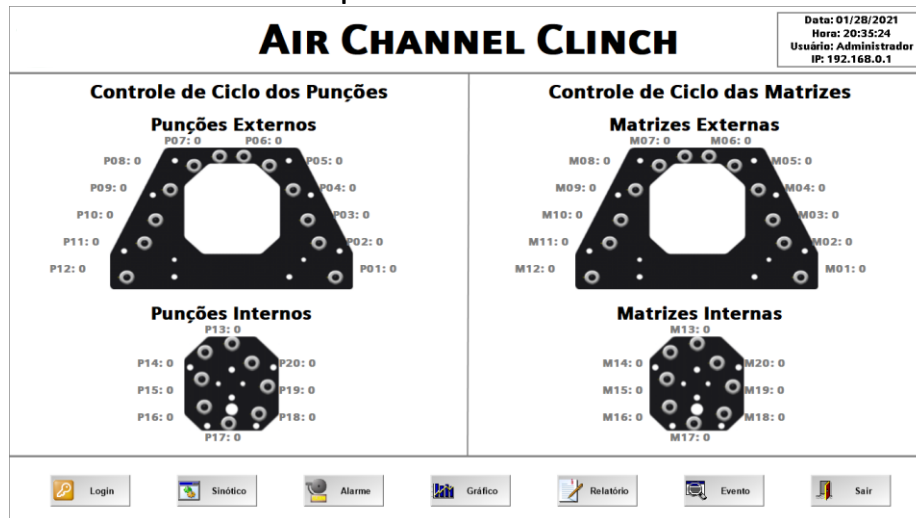 AIR CHANNEL CLINCH
Data: 01/28/2021
Hora: 20:35:24
Usuário: Administrador
IP: 192.168.0.1
Controle de Ciclo dos Punções
Punções Externos
P07: 0 P06: 0
P08: 0 P05: 0
P09: 0 P04: 0
P10: 0 P03: 0
P11: 0 P02: 0
P12: 0 P01: 0
Punções Internos
P13: 0
P14: 0 P20: 0
P15: 0 P19: 0
P16: 0 P18: 0
P17: 0
Controle de Ciclo das Matrizes
Matrizes Externas
M07: 0 M06: 0
M08: 0 M05: 0
M09: 0 M04: 0
M10: 0 M03: 0
M11: 0 M02: 0
M12: 0 M01: 0
Matrizes Internas
M13: 0
M14: 0 M20: 0
M15: 0 M19: 0
M16: 0 M18: 0
M17: 0
Login Sinótico Alarme Gráfico Relatório Evento Sair